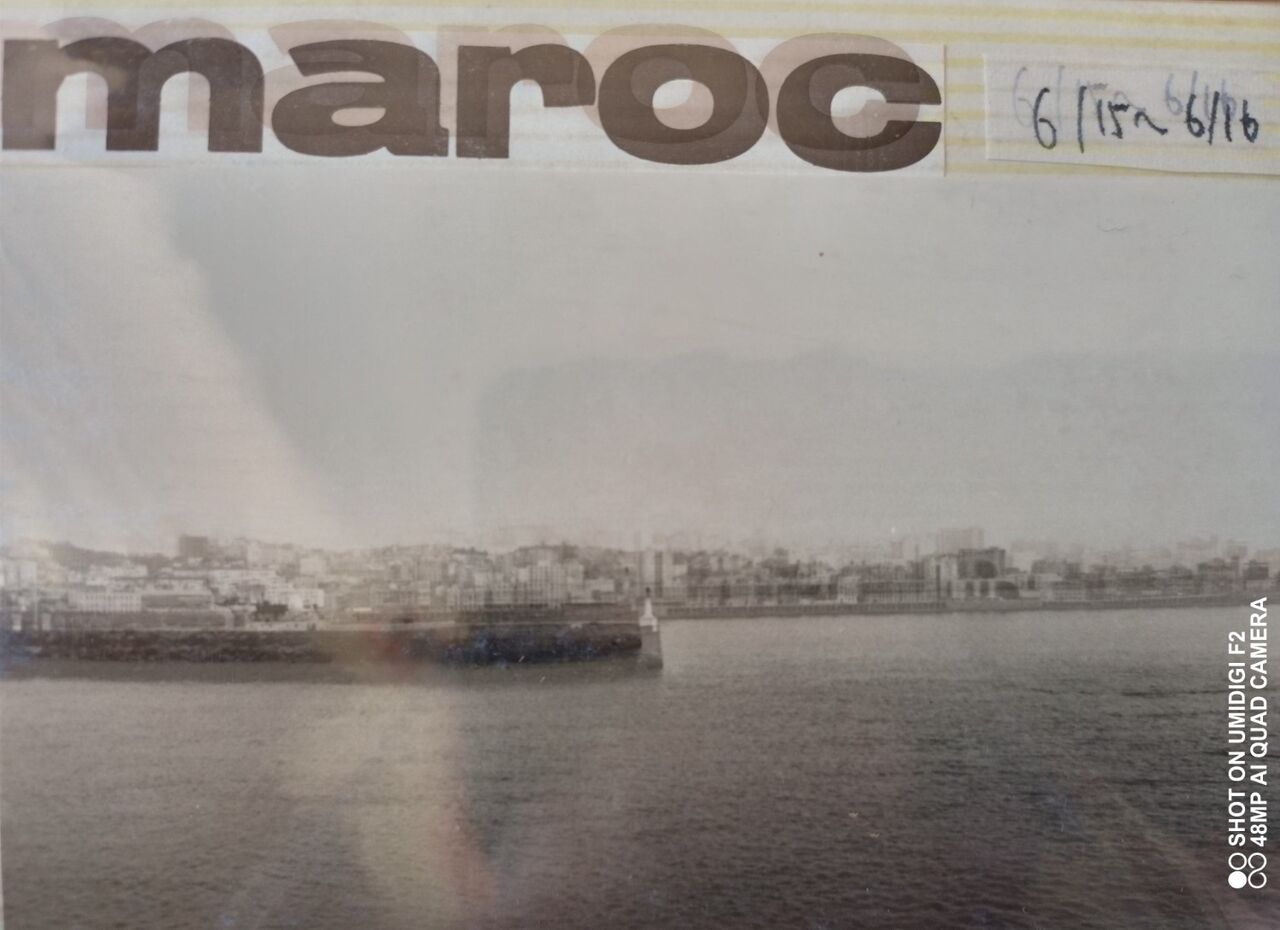 maroc
6/15~6/16
SHOT ON UMIDIGI F2
48MP AI QUAD CAMERA